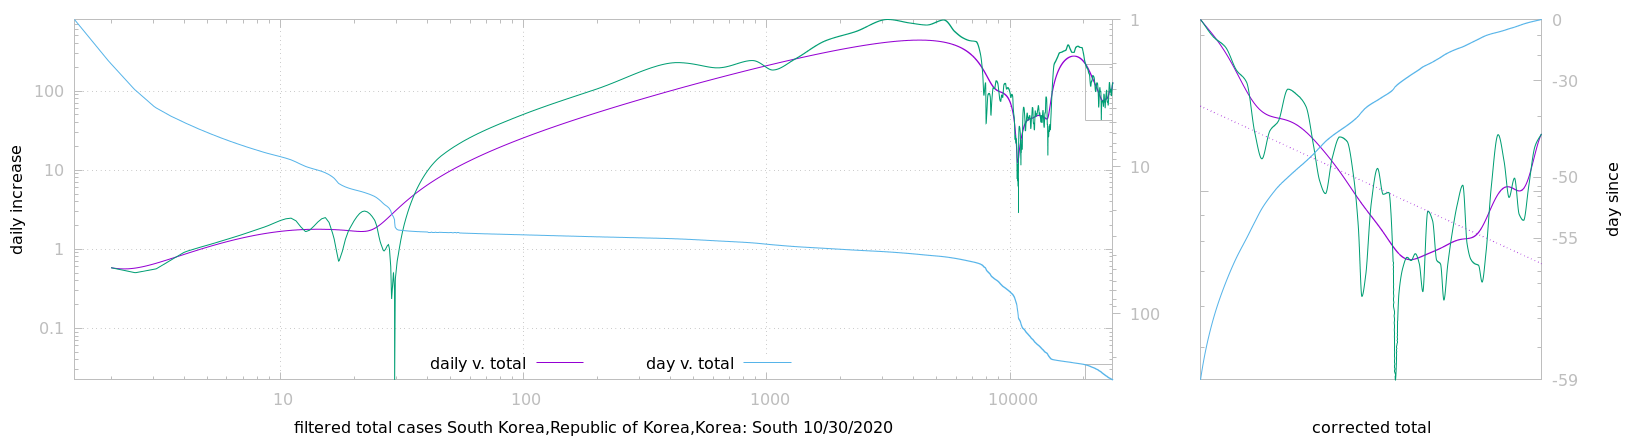 daily increase
100
10
1
0.1
10
100
1000
10000
1
10
100
daily v. total
day v. total
filtered total cases South Korea,Republic of Korea,Korea: South 10/30/2020
0
-30
-50
-55
-59
day since
corrected total